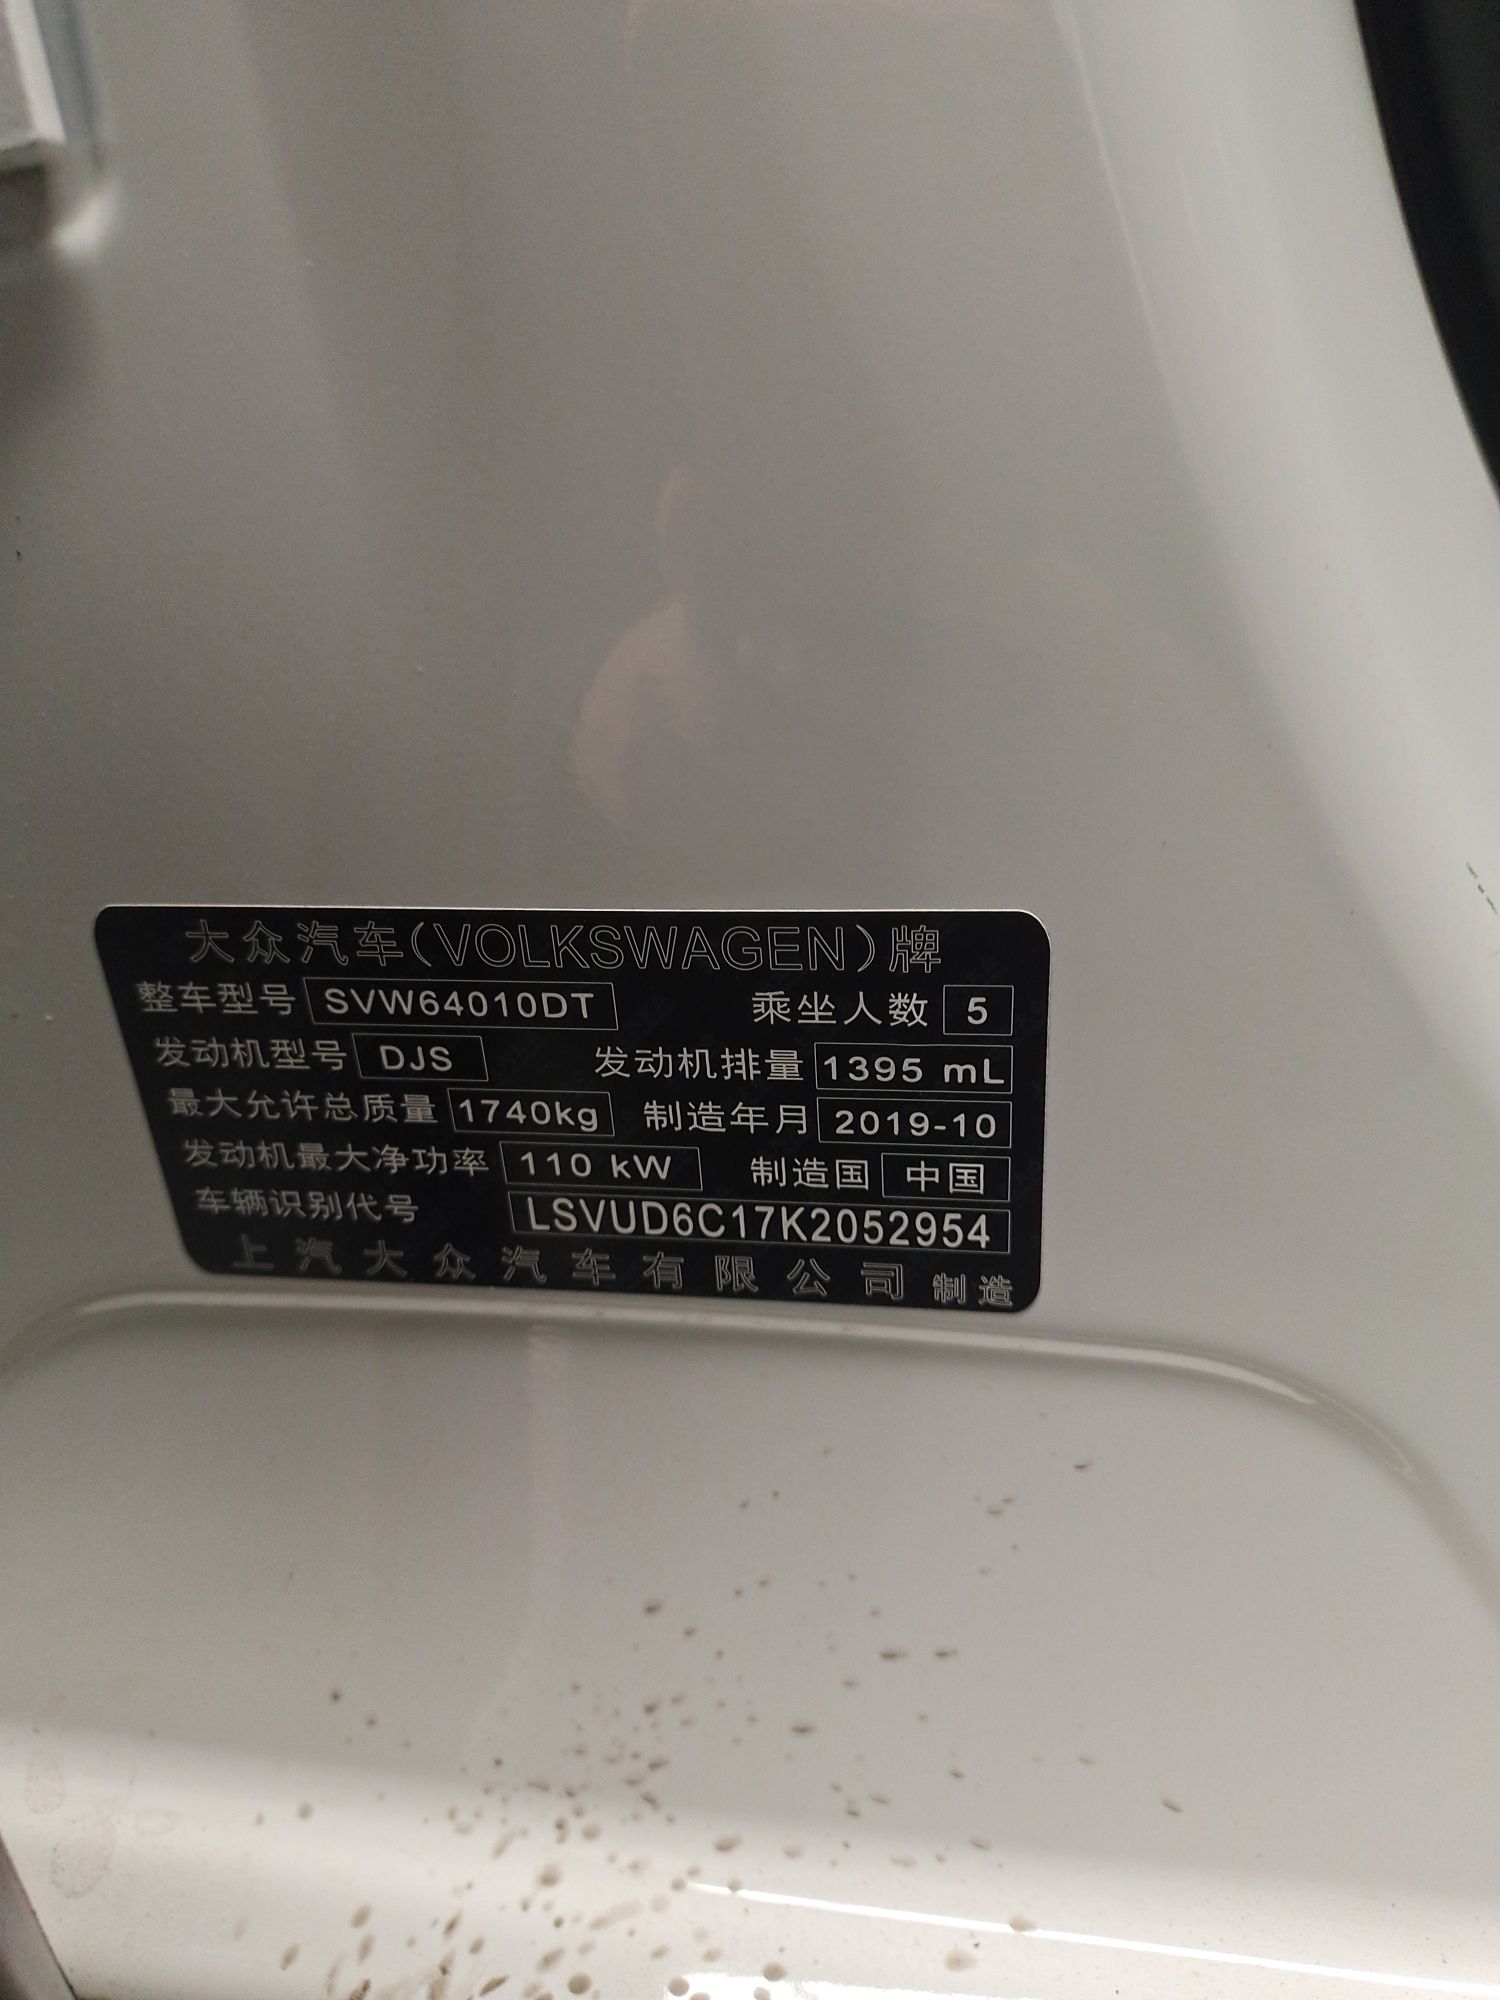 大众汽车(VOLKSWAGEN)牌
整车型号 SVW64010DT 乘坐人数 5
发动机型号 DJS 发动机排量 1395 mL
最大允许总质量 1740kg 制造年月 2019-10
发动机最大净功率 110 kW 制造国 中国
车辆识别代号 LSVUD6C17K2052954
上汽大众汽车有限公司 制造